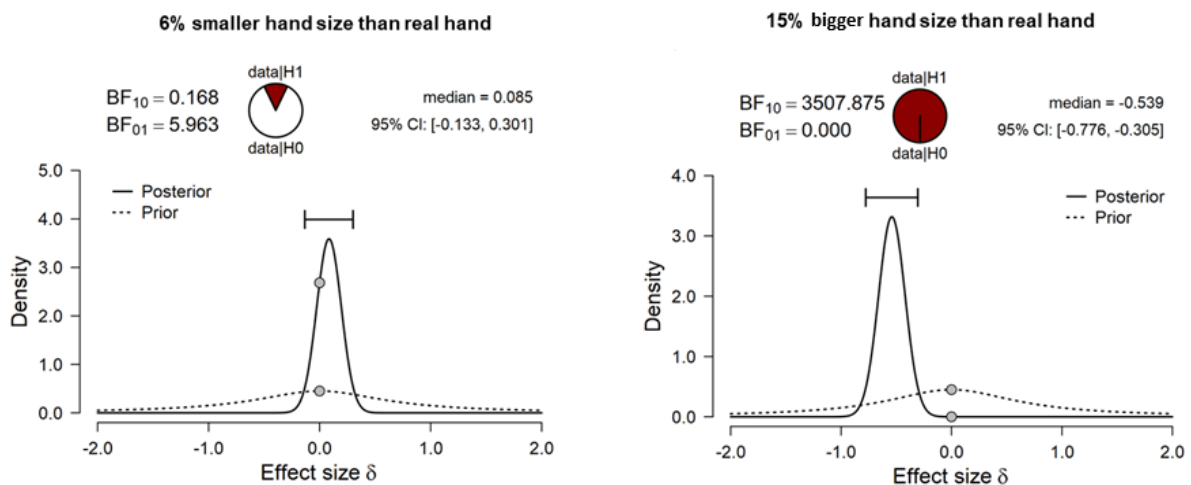 6% smaller hand size than real hand
data|H1
BF₁₀ = 0.168
BF₀₁ = 5.963
data|H0
median = 0.085
95% CI: [-0.133, 0.301]
Posterior
Prior
5.0
4.0
3.0
2.0
1.0
0.0
Density
-2.0 -1.0 0.0 1.0 2.0
Effect size δ
15% bigger hand size than real hand
data|H1
BF₁₀ = 3507.875
BF₀₁ = 0.000
data|H0
median = -0.539
95% CI: [-0.776, -0.305]
Posterior
Prior
4.0
3.0
2.0
1.0
0.0
Density
-2.0 -1.0 0.0 1.0 2.0
Effect size δ